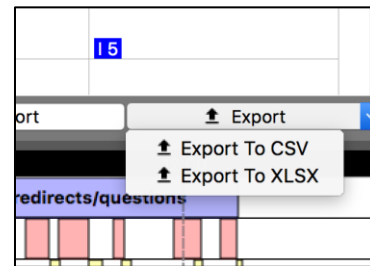 I 5
ort
Export
Export To CSV
Export To XLSX
redirects/questions